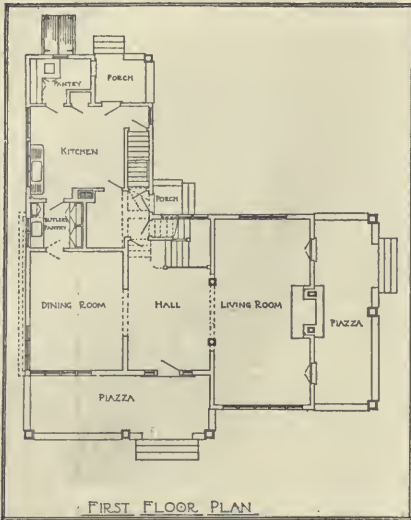 PANTRY
PORCH
KITCHEN
PORCH
BUTLER'S
PANTRY
DINING ROOM
HALL
LIVING ROOM
PIAZZA
PIAZZA
FIRST FLOOR PLAN